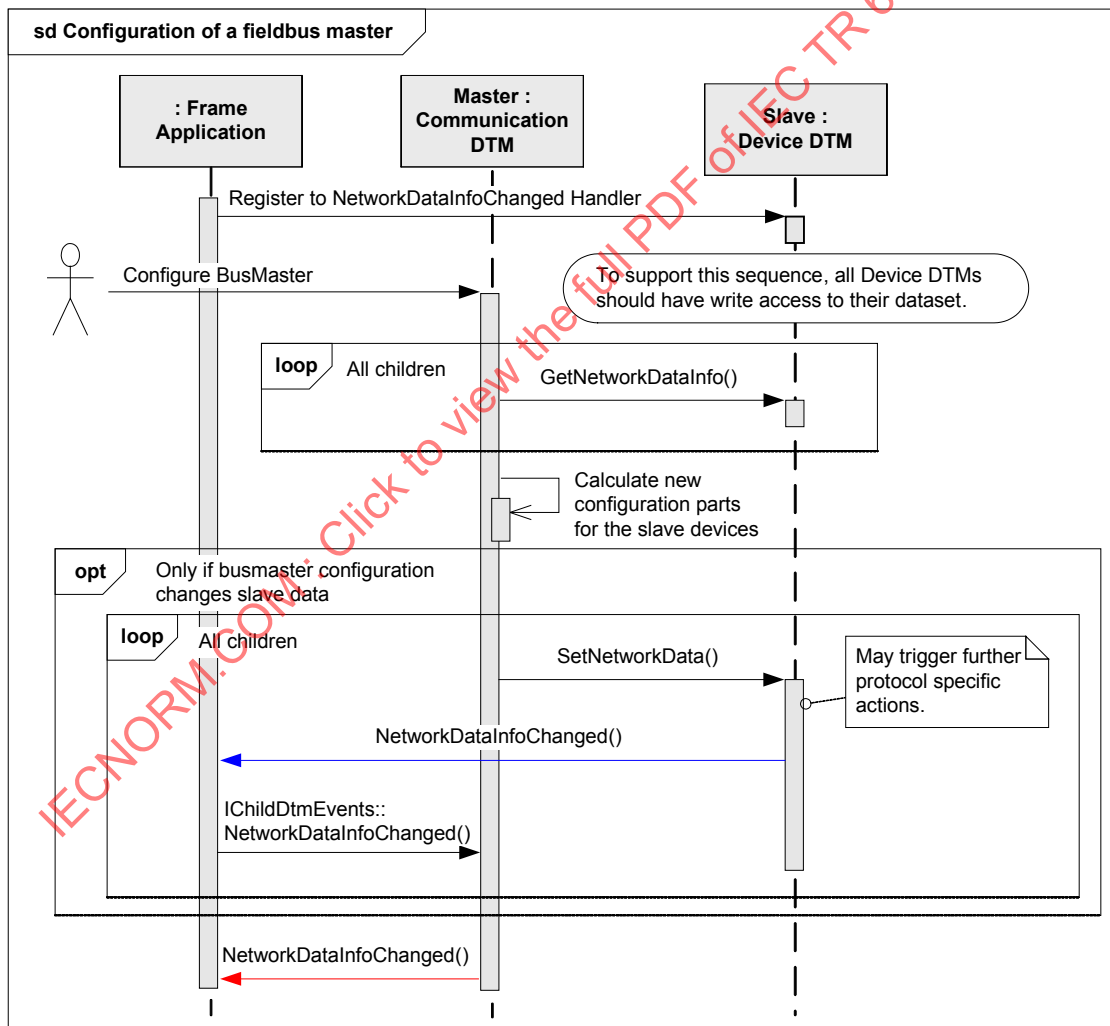 sd Configuration of a fieldbus master
: Frame
Application
Master :
Communication
DTM
Slave :
Device DTM
Register to NetworkDataInfoChanged Handler
Configure BusMaster
To support this sequence, all Device DTMs
should have write access to their dataset.
loop
All children
GetNetworkDataInfo()
Calculate new
configuration parts
for the slave devices
opt
Only if busmaster configuration
changes slave data
loop
All children
SetNetworkData()
May trigger further
protocol specific
actions.
NetworkDataInfoChanged()
IChildDtmEvents::
NetworkDataInfoChanged()
NetworkDataInfoChanged()
IECNORM.COM : Click to view the full PDF of IEC TR 6